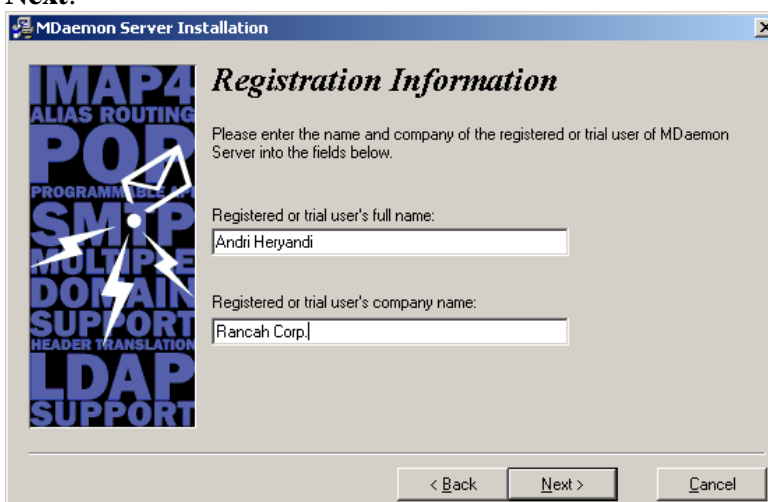 Next.
MDaemon Server Installation
Registration Information
Please enter the name and company of the registered or trial user of MDaemon
Server into the fields below.
Registered or trial user's full name:
Andri Heryandi
Registered or trial user's company name:
Rancah Corp.
IMAP4
ALIAS ROUTING
POP
PROGRAMMABLE API
SMTP
MULTIPLE
DOMAIN
SUPPORT
HEADER TRANSLATION
LDAP
SUPPORT
< Back
Next >
Cancel